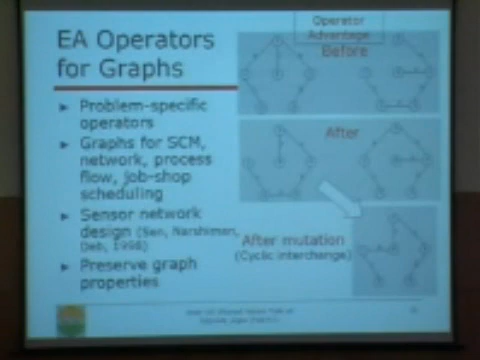 EA Operators
for Graphs
Operator
Advantage
Before
Problem-specific
operators
Graphs for SCM,
network, process
flow, job-shop
scheduling
After
Sensor network
design (Sen, Narshiman,
Deb, 1998)
After mutation
(Cyclic interchange)
Preserve graph
properties